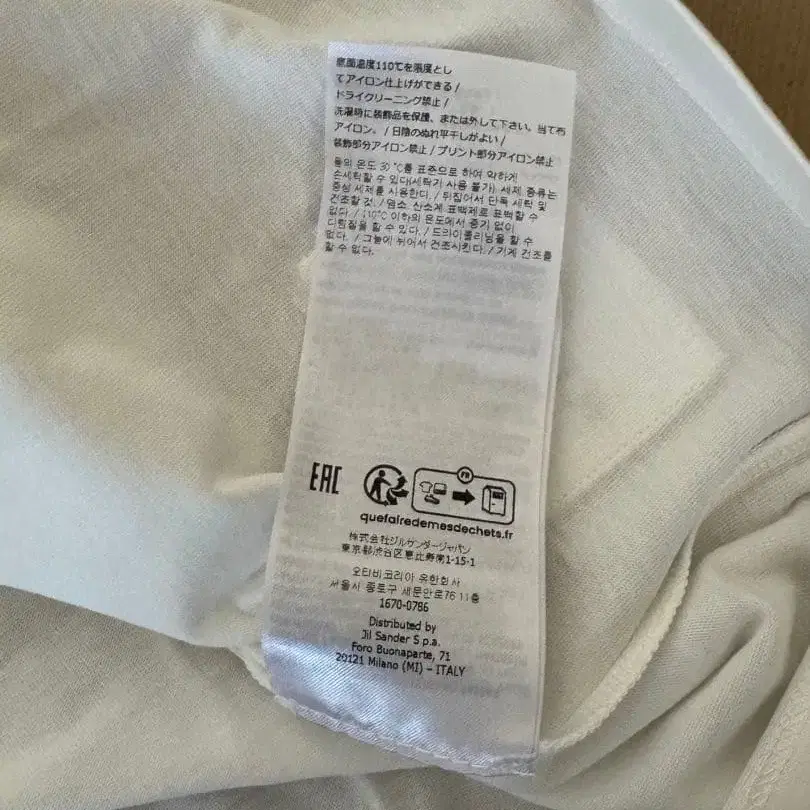 底面温度110℃を限度とし
てアイロン仕上げができる /
ドライクリーニング禁止 /
洗濯時に装飾品を保護、または外して下さい。当て布
アイロン。 / 日陰のぬれ平干しがよい /
装飾部分アイロン禁止 / プリント部分アイロン禁止
물의 온도 30 °C를 표준으로 하여 약하게
손세탁할 수 있다(세탁기 사용 불가). 세제 종류는
중성 세제를 사용한다. / 뒤집어서 단독 세탁 및
건조할 것. / 염소, 산소계 표백제로 표백할 수
없다. / 110°C 이하의 온도에서 증기 없이
다림질을 할 수 있다. / 드라이클리닝을 할 수
없다. / 그늘에 뉘어서 건조시킨다. / 기계 건조를
할 수 없다.
EAC
FR
quefairedemesdechets.fr
株式会社ジルサンダージャパン
東京都渋谷区恵比寿南1-15-1
오타비코리아 유한회사
서울시 종로구 새문안로76 11층
1670-0786
Distributed by
Jil Sander S.p.a.
Foro Buonaparte, 71
20121 Milano (MI) – ITALY